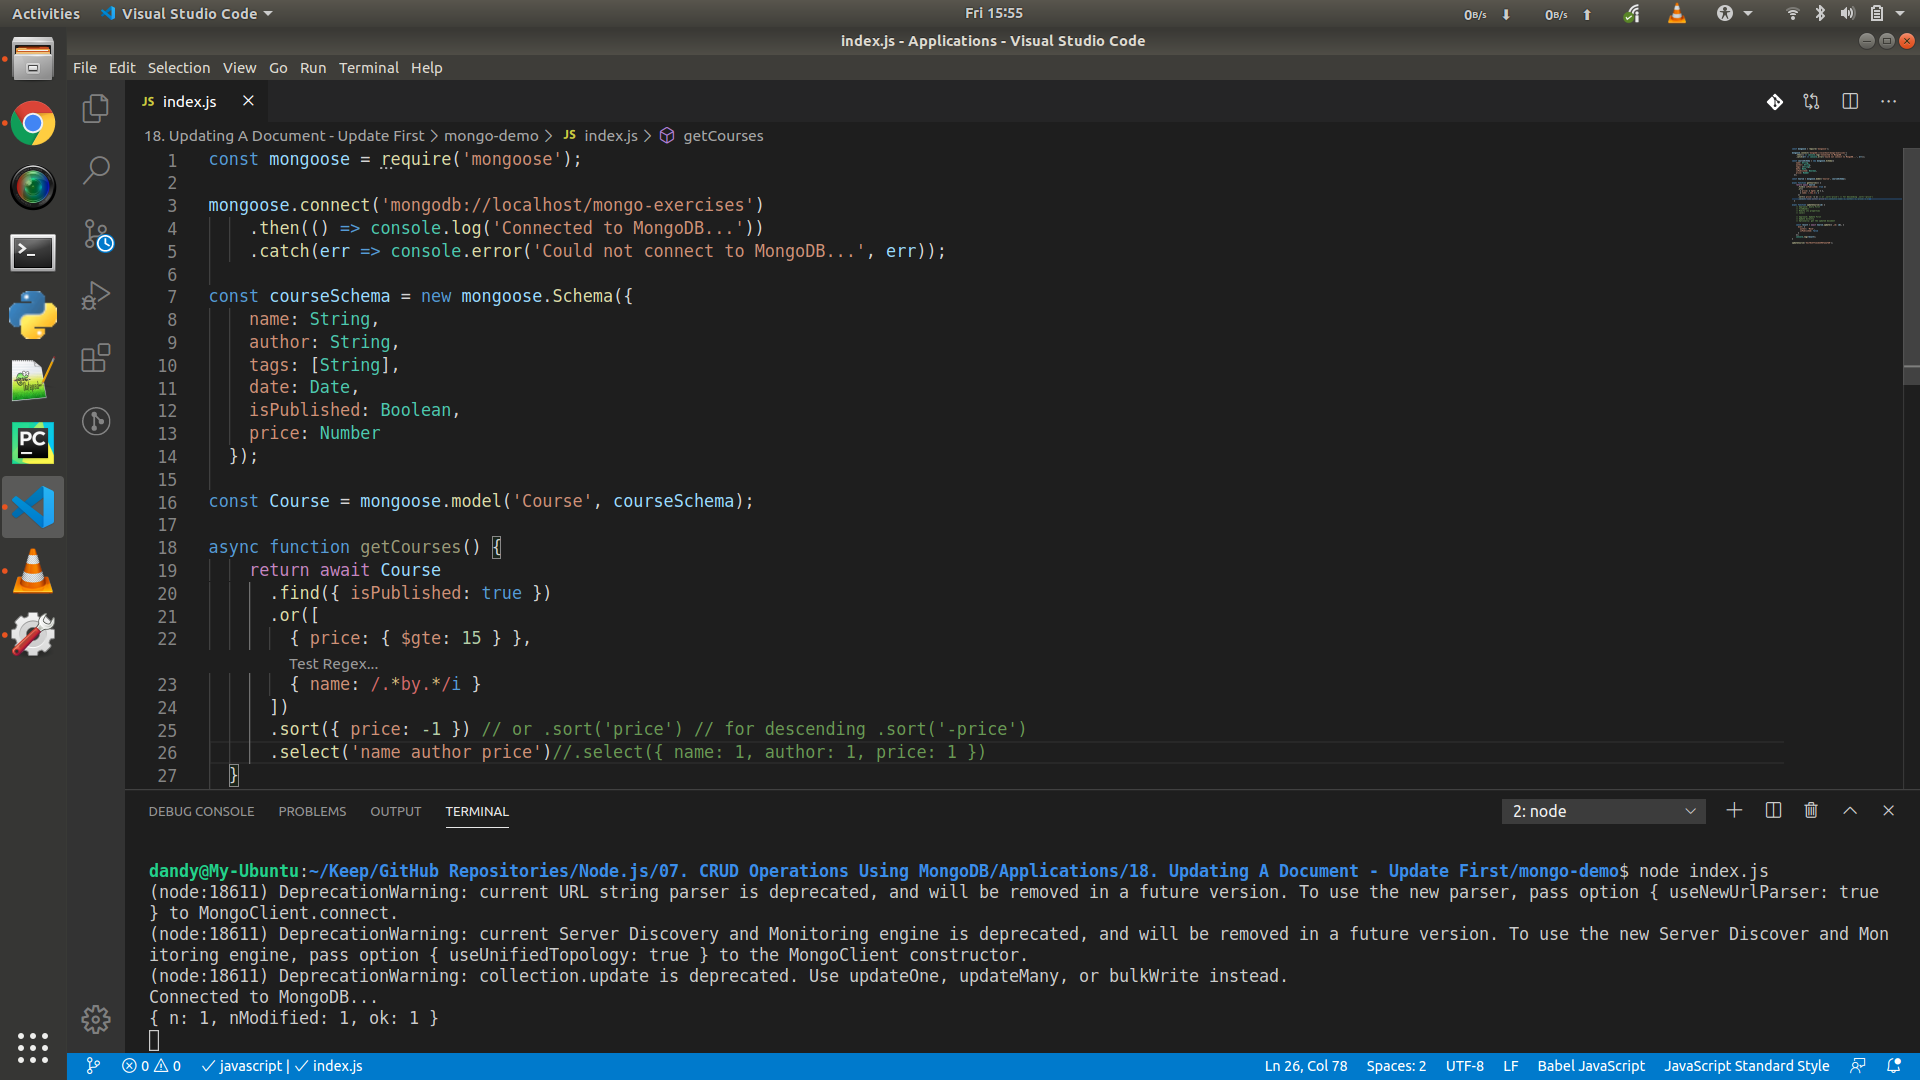 Activities Visual Studio Code Fri 15:55 0B/s 0B/s
index.js - Applications - Visual Studio Code
File Edit Selection View Go Run Terminal Help
JS index.js
18. Updating A Document - Update First > mongo-demo > JS index.js > getCourses
1 const mongoose = require('mongoose');
2
3 mongoose.connect('mongodb://localhost/mongo-exercises')
4 .then(() => console.log('Connected to MongoDB...'))
5 .catch(err => console.error('Could not connect to MongoDB...', err));
6
7 const courseSchema = new mongoose.Schema({
8 name: String,
9 author: String,
10 tags: [String],
11 date: Date,
12 isPublished: Boolean,
13 price: Number
14 });
15
16 const Course = mongoose.model('Course', courseSchema);
17
18 async function getCourses() {
19 return await Course
20 .find({ isPublished: true })
21 .or([
22 { price: { $gte: 15 } },
Test Regex...
23 { name: /.*by.*/i }
24 ])
25 .sort({ price: -1 }) // or .sort('price') // for descending .sort('-price')
26 .select('name author price')//.select({ name: 1, author: 1, price: 1 })
27 }
DEBUG CONSOLE PROBLEMS OUTPUT TERMINAL 2: node
dandy@My-Ubuntu:~/Keep/GitHub Repositories/Node.js/07. CRUD Operations Using MongoDB/Applications/18. Updating A Document - Update First/mongo-demo$ node index.js
(node:18611) DeprecationWarning: current URL string parser is deprecated, and will be removed in a future version. To use the new parser, pass option { useNewUrlParser: true
} to MongoClient.connect.
(node:18611) DeprecationWarning: current Server Discovery and Monitoring engine is deprecated, and will be removed in a future version. To use the new Server Discover and Mon
itoring engine, pass option { useUnifiedTopology: true } to the MongoClient constructor.
(node:18611) DeprecationWarning: collection.update is deprecated. Use updateOne, updateMany, or bulkWrite instead.
Connected to MongoDB...
{ n: 1, nModified: 1, ok: 1 }
0 0 javascript | index.js Ln 26, Col 78 Spaces: 2 UTF-8 LF Babel JavaScript JavaScript Standard Style
PC